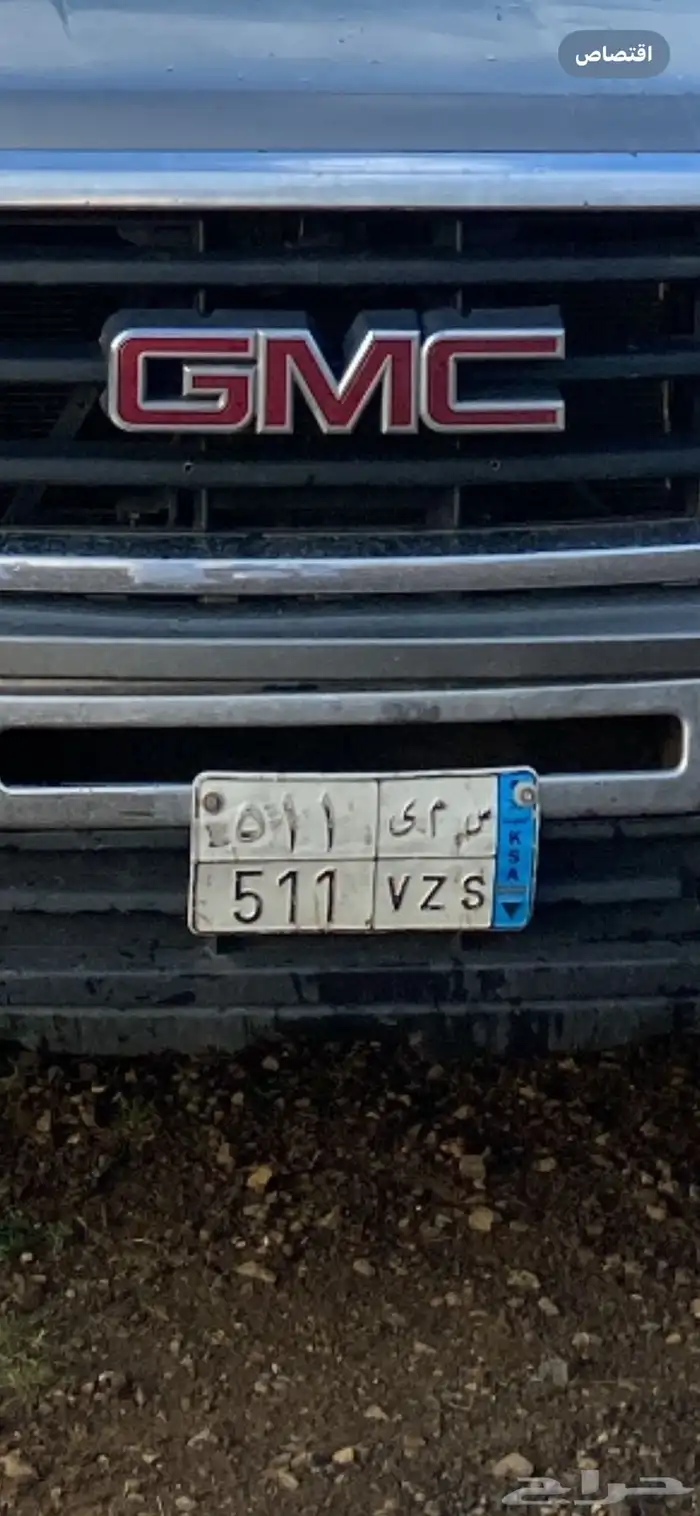 اقتصاص
GMC
٥١١ س م ى
511 VZS
KSA
حراج